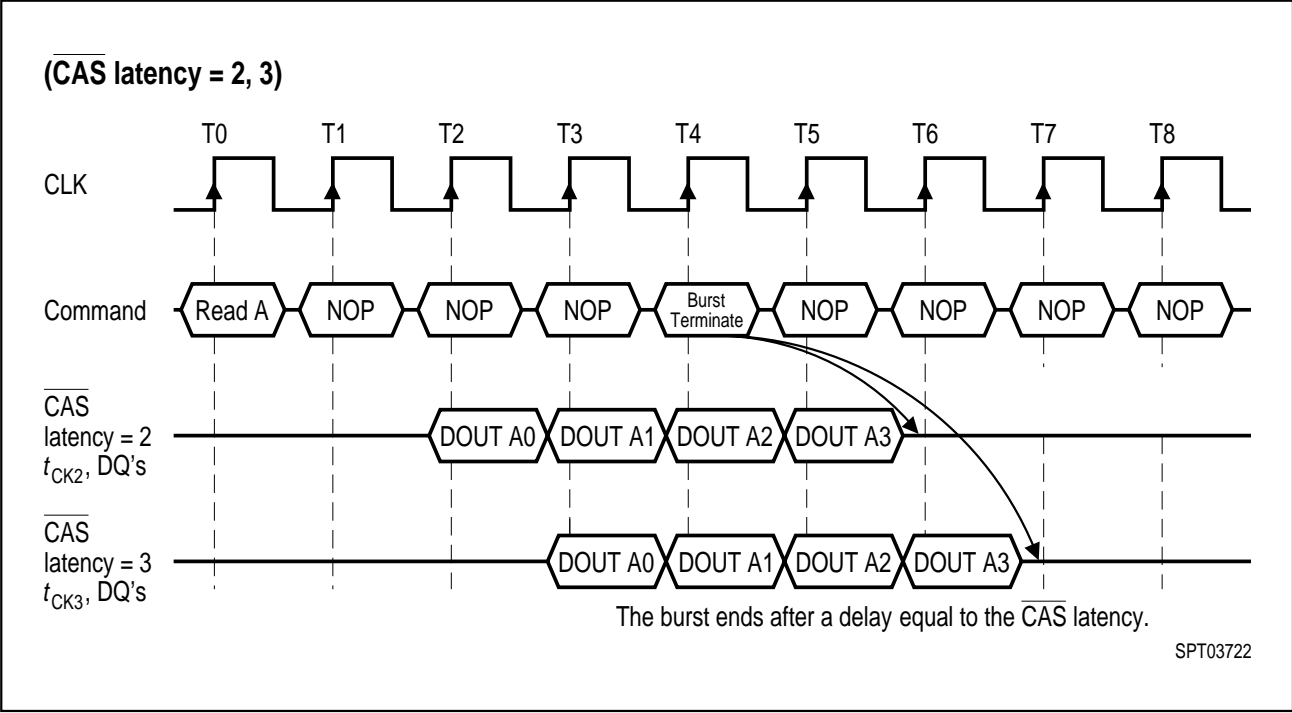 (CAS latency = 2, 3)
T0 T1 T2 T3 T4 T5 T6 T7 T8
CLK
Command Read A NOP NOP NOP Burst Terminate NOP NOP NOP NOP
CAS
latency = 2
tCK2, DQ's
DOUT A0 DOUT A1 DOUT A2 DOUT A3
CAS
latency = 3
tCK3, DQ's
DOUT A0 DOUT A1 DOUT A2 DOUT A3
The burst ends after a delay equal to the CAS latency.
SPT03722